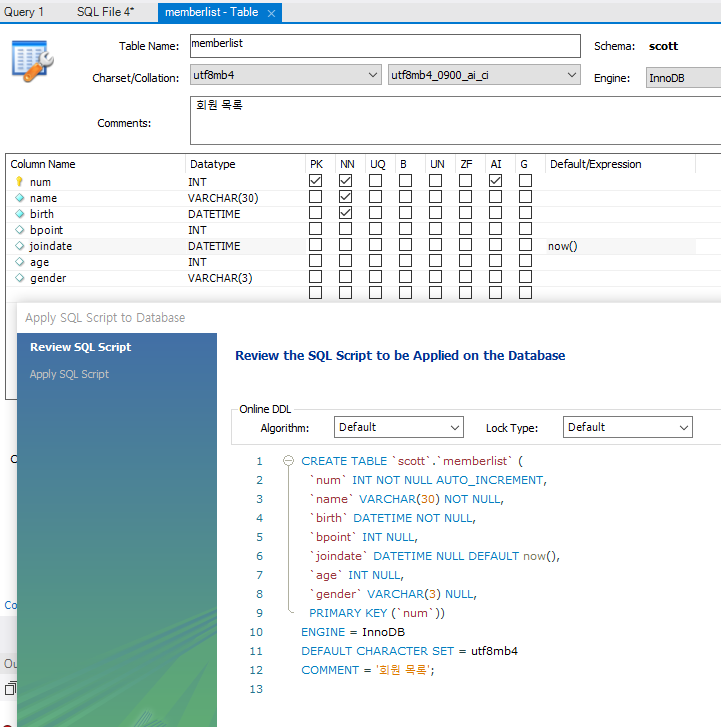 Query 1 SQL File 4* memberlist - Table ×
Table Name: memberlist Schema: scott
Charset/Collation: utf8mb4 utf8mb4_0900_ai_ci Engine: InnoDB
Comments: 회원 목록
Column Name Datatype PK NN UQ B UN ZF AI G Default/Expression
num INT
name VARCHAR(30)
birth DATETIME
bpoint INT
joindate DATETIME now()
age INT
gender VARCHAR(3)
Apply SQL Script to Database
Review SQL Script
Apply SQL Script
Review the SQL Script to be Applied on the Database
Online DDL
Algorithm: Default Lock Type: Default
1 CREATE TABLE `scott`.`memberlist` (
2 `num` INT NOT NULL AUTO_INCREMENT,
3 `name` VARCHAR(30) NOT NULL,
4 `birth` DATETIME NOT NULL,
5 `bpoint` INT NULL,
6 `joindate` DATETIME NULL DEFAULT now(),
7 `age` INT NULL,
8 `gender` VARCHAR(3) NULL,
9 PRIMARY KEY (`num`))
10 ENGINE = InnoDB
11 DEFAULT CHARACTER SET = utf8mb4
12 COMMENT = '회원 목록';
13
Co
Ou